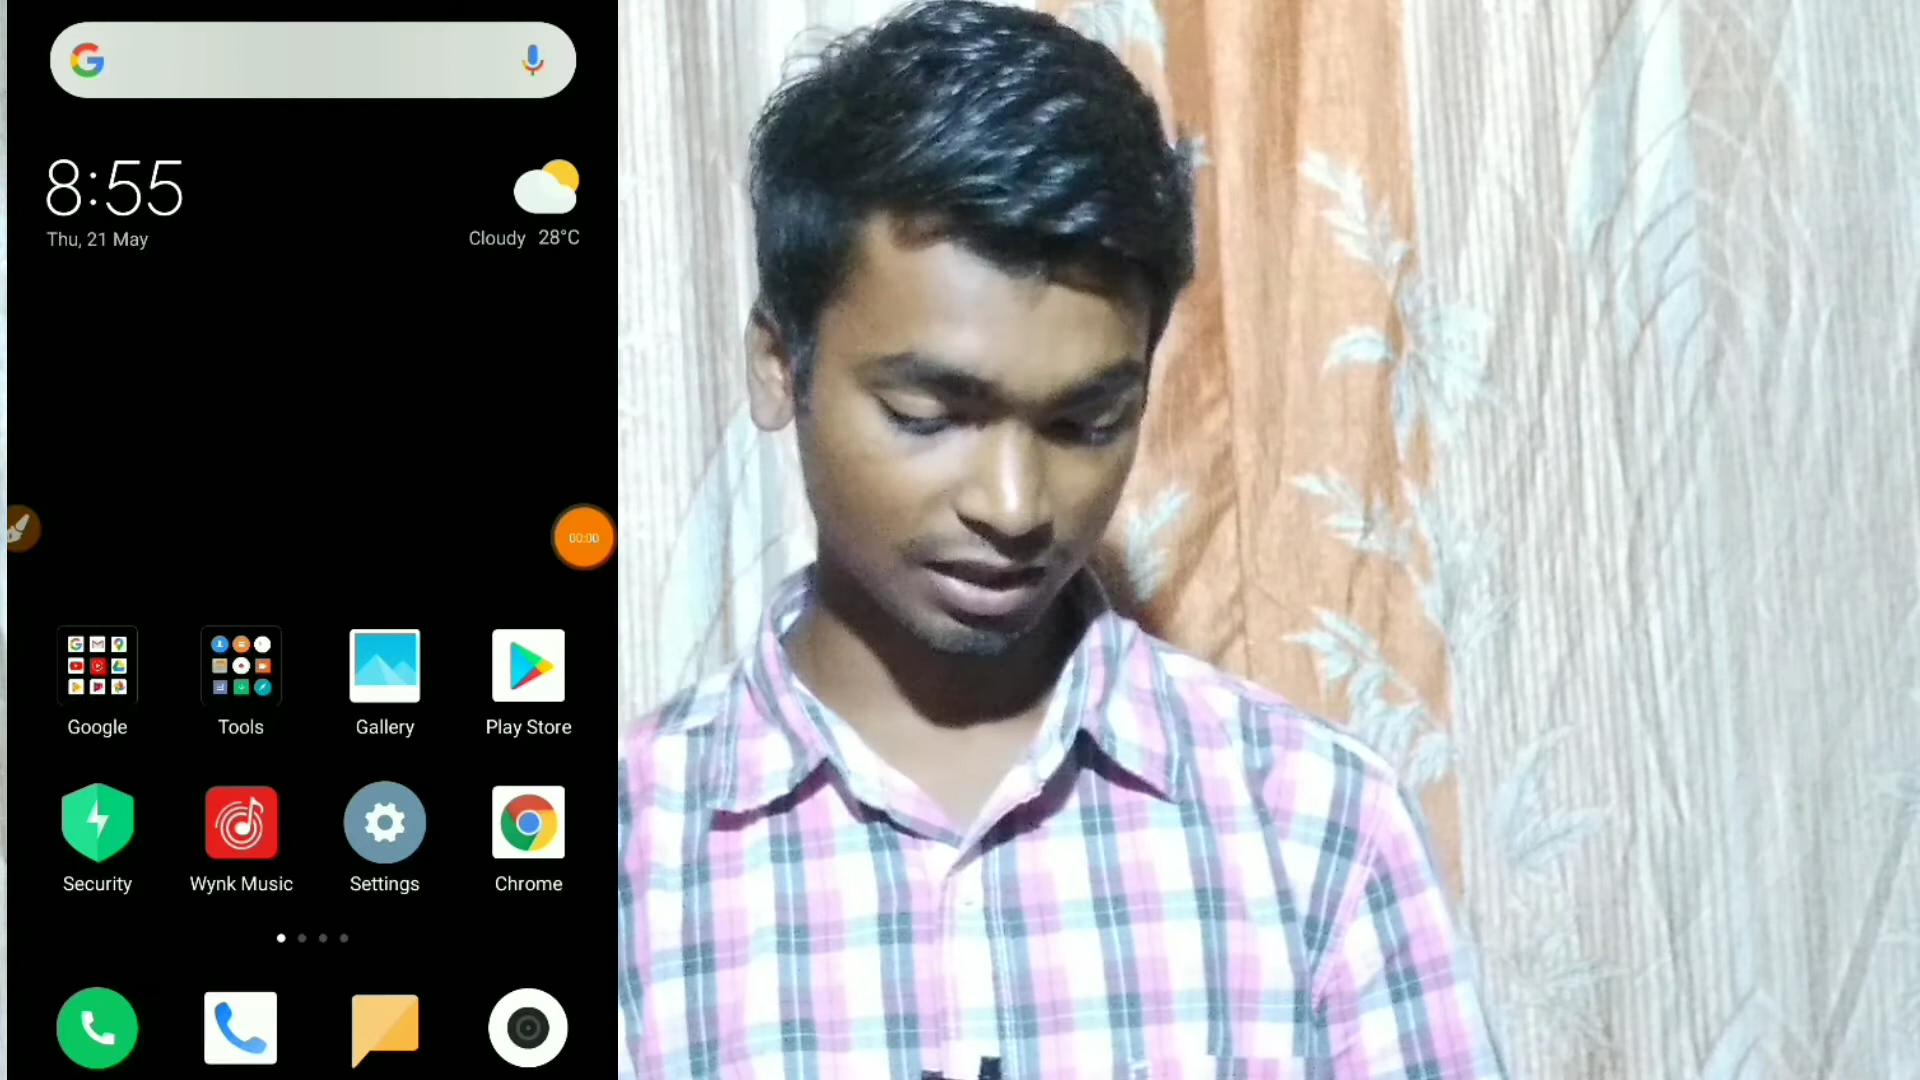 8:55
Thu, 21 May
Cloudy 28°C
00:00
Google
Tools
Gallery
Play Store
Security
Wynk Music
Settings
Chrome